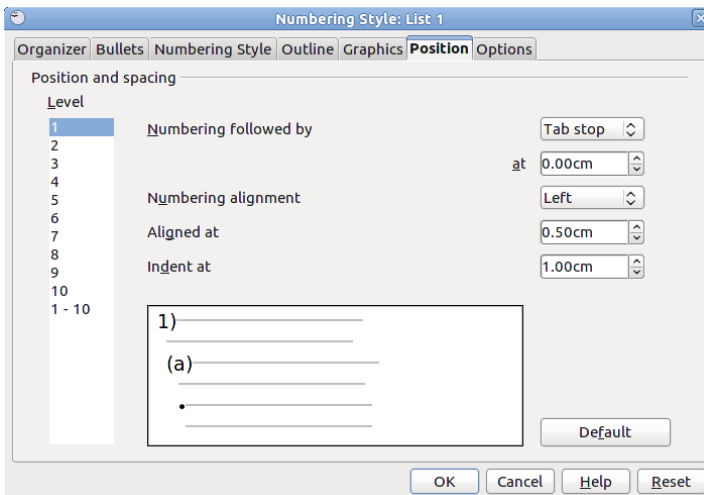 Numbering Style: List 1
Organizer Bullets Numbering Style Outline Graphics Position Options
Position and spacing
Level
1
2
3
4
5
6
7
8
9
10
1 - 10
Numbering followed by Tab stop
at 0.00cm
Numbering alignment Left
Aligned at 0.50cm
Indent at 1.00cm
1)
(a)
•
Default
OK Cancel Help Reset